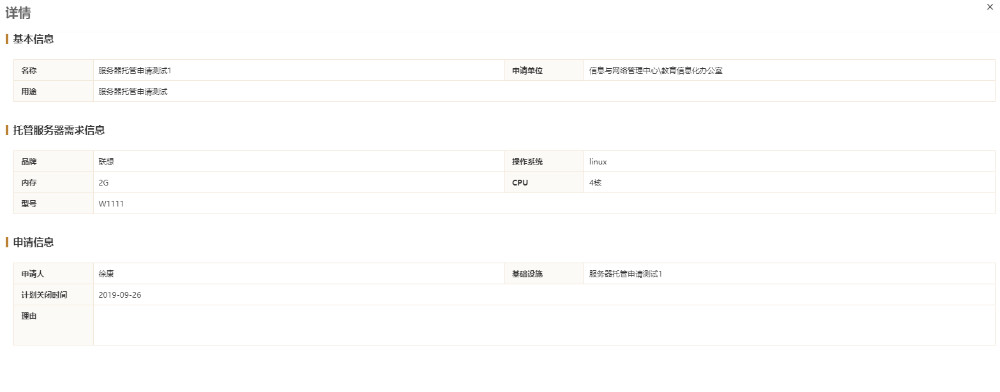 详情
基本信息
名称 服务器托管申请测试1 申请单位 信息与网络管理中心\教育信息化办公室
用途 服务器托管申请测试
托管服务器需求信息
品牌 联想 操作系统 linux
内存 2G CPU 4核
型号 W1111
申请信息
申请人 徐康 基础设施 服务器托管申请测试1
计划关闭时间 2019-09-26
理由